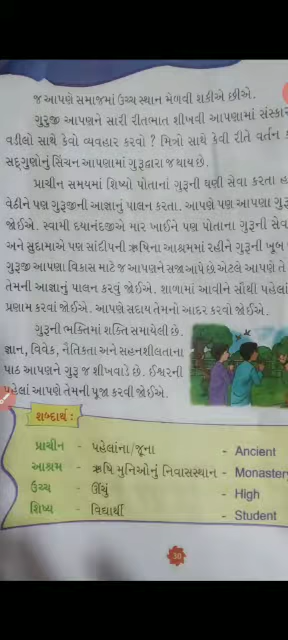 જ આપણે સમાજમાં ઉચ્ચ સ્થાન મેળવી શકીએ છીએ.
ગુરુજી આપણને સારી રીતભાત શીખવી આપણામાં સંસ્કાર
વડીલો સાથે કેવો વ્યવહાર કરવો ? મિત્રો સાથે કેવી રીતે વર્તન
સદ્‌ગુણોનું સિંચન આપણામાં ગુરુદ્વારા જ થાય છે.
પ્રાચીન સમયમાં શિષ્યો પોતાનાં ગુરૂની ઘણી સેવા કરતા
વેઠીને પણ ગુરૂજીની આજ્ઞાનું પાલન કરતા. આપણે પણ આપણા
જોઈએ. સ્વામી દયાનંદજીએ માર ખાઈને પણ પોતાના ગુરુની
અને સુદામાએ પણ સાંદીપની ઋષિના આશ્રમમાં રહીને ગુરુની ખૂબ
ગુરૂજી આપણા વિકાસ માટે જ આપણને સજા આપે છે એટલે આપણે તે
તેમની આજ્ઞાનું પાલન કરવું જોઈએ. શાળામાં આવીને સૌથી પહેલાં
પ્રણામ કરવાં જોઈએ. આપણે સદાય તેમનો આદર કરવો જોઈએ.
ગુરૂની ભક્તિમાં શક્તિ સમાયેલી છે.
જ્ઞાન, વિવેક, નૈતિકતા અને સહનશીલતાના
પાઠ આપણને ગુરૂ જ શીખવાડે છે. ઈશ્વરની
પહેલાં આપણે તેમની પૂજા કરવી જોઈએ.
શબ્દાર્થ :
પ્રાચીન - પહેલાંના/જૂના - Ancient
આશ્રમ - ઋષિ મુનિઓનું નિવાસસ્થાન - Monastery
ઉચ્ચ - ઊંચું - High
શિષ્ય - વિદ્યાર્થી - Student
30